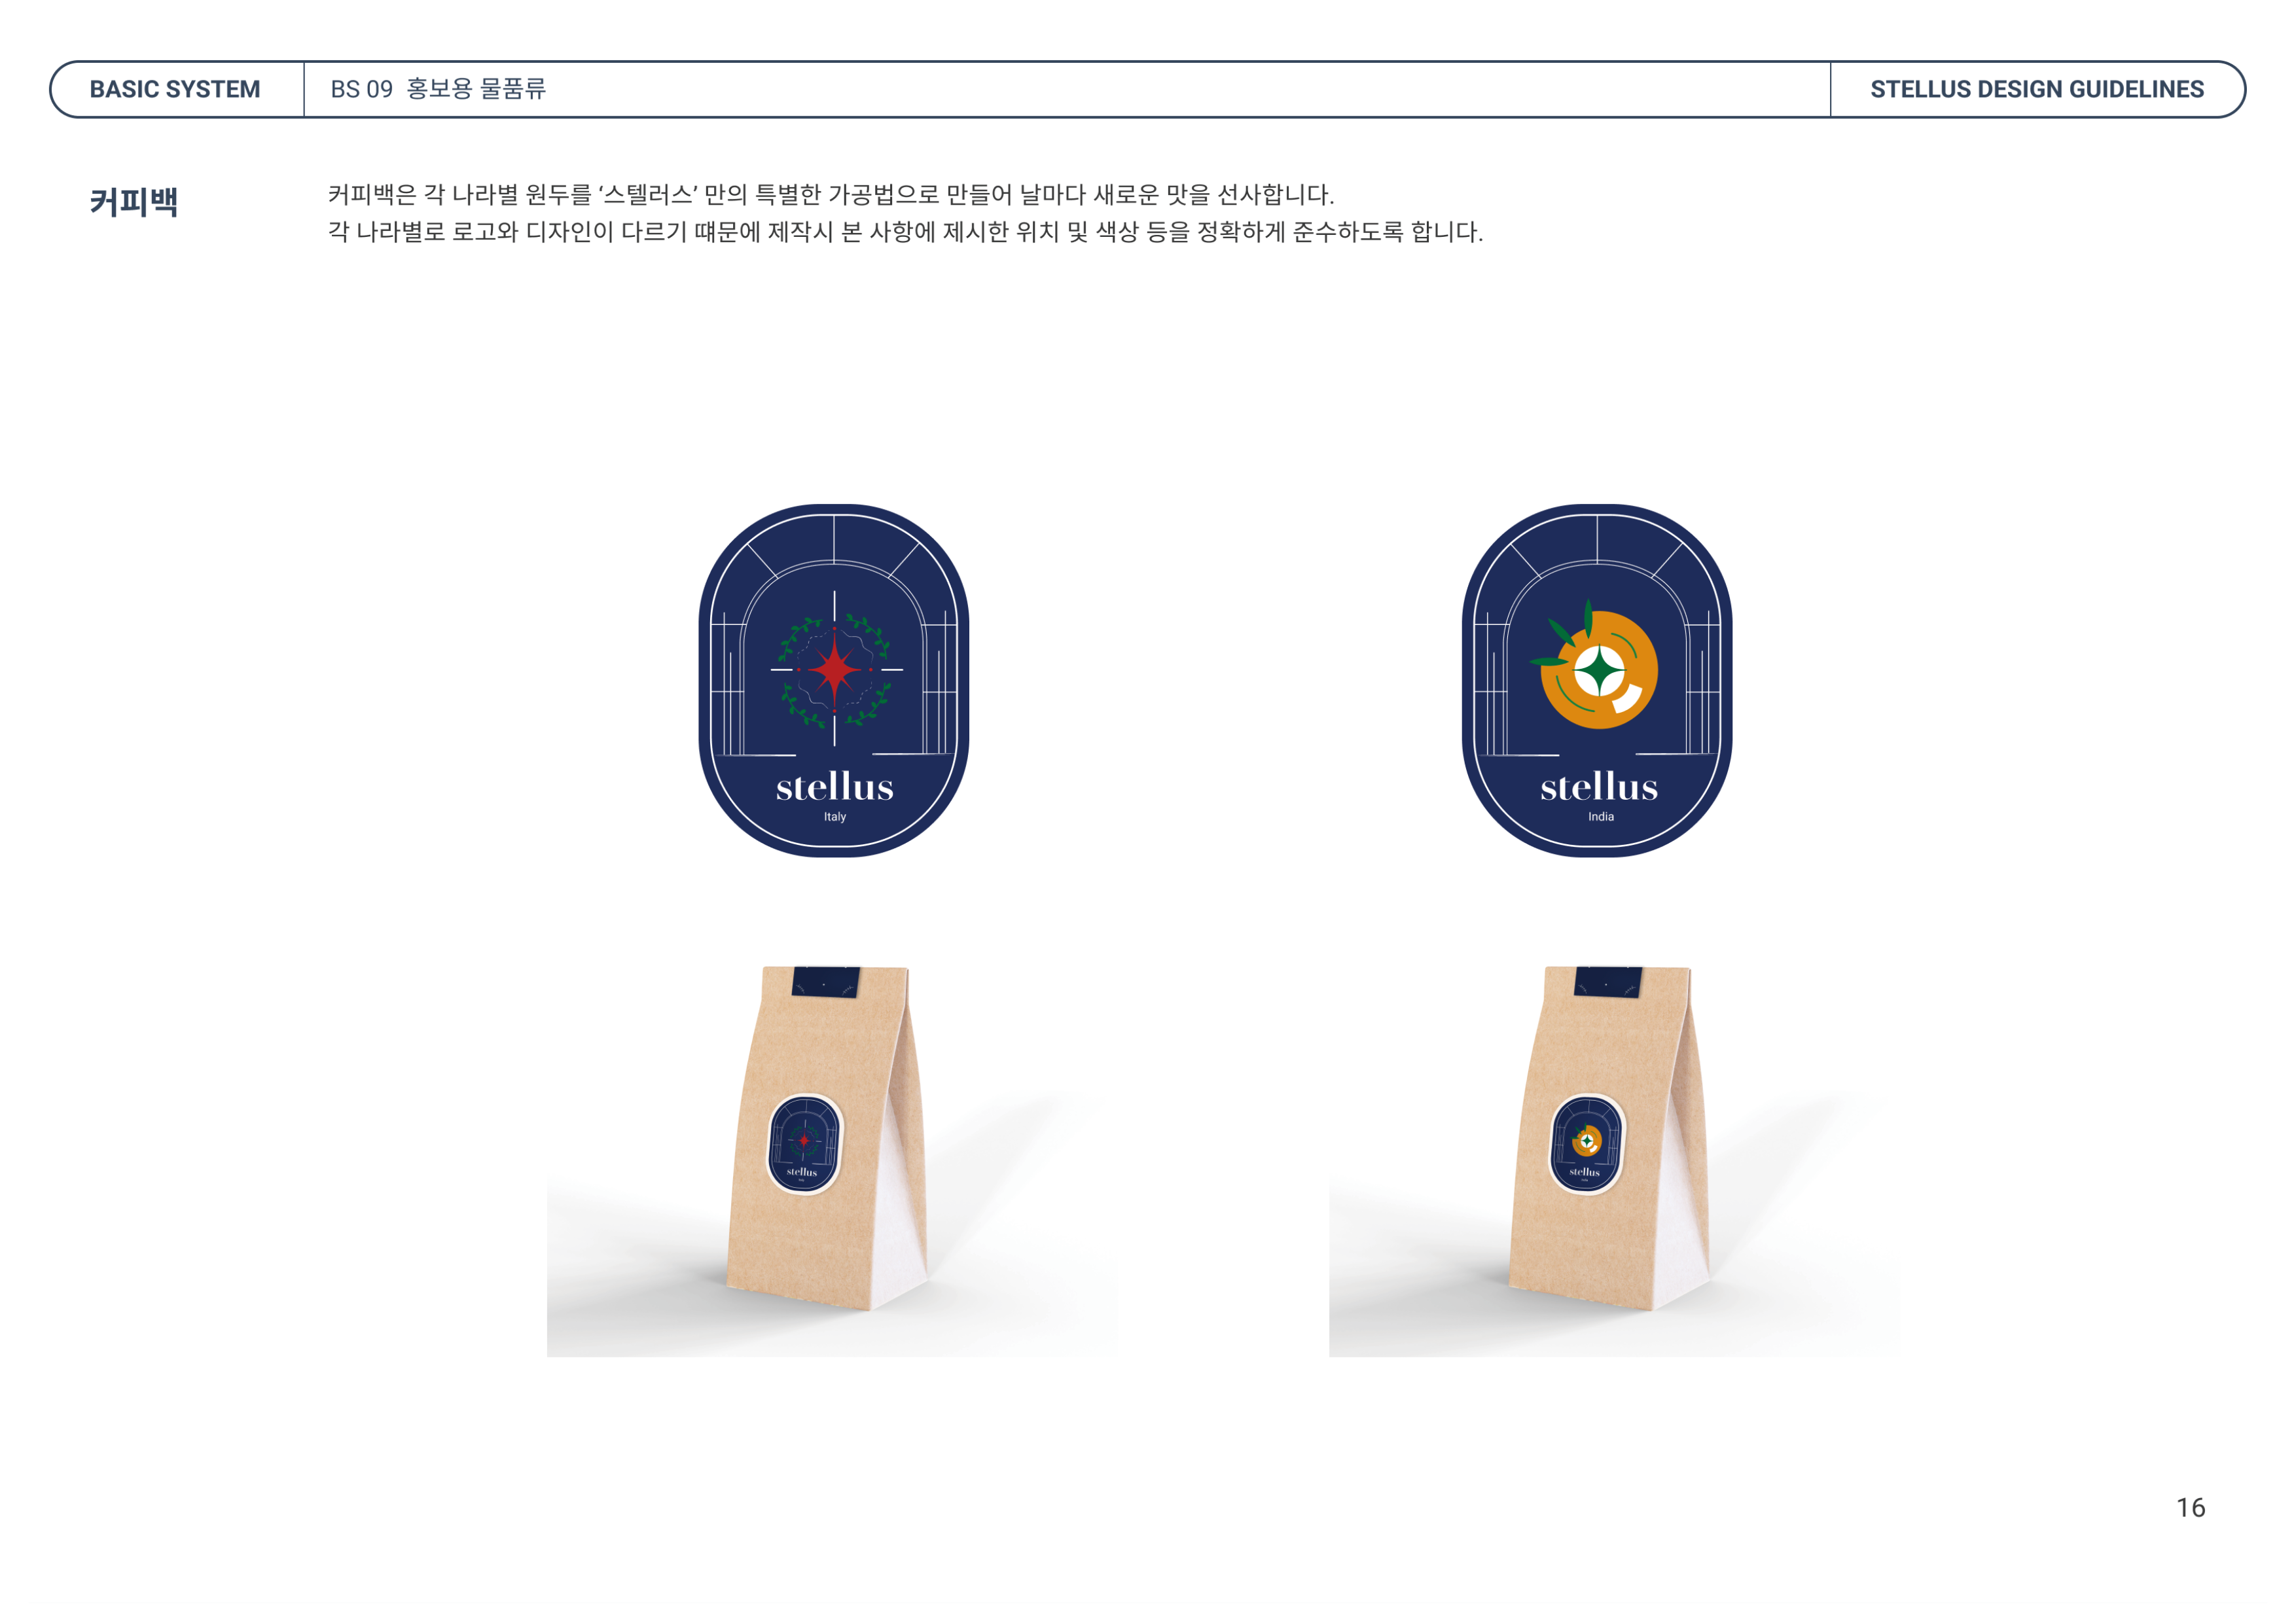 BASIC SYSTEM
BS 09 홍보용 물품류
STELLUS DESIGN GUIDELINES
커피백
커피백은 각 나라별 원두를 ‘스텔러스’ 만의 특별한 가공법으로 만들어 날마다 새로운 맛을 선사합니다.
각 나라별로 로고와 디자인이 다르기 떄문에 제작시 본 사항에 제시한 위치 및 색상 등을 정확하게 준수하도록 합니다.
stellus
Italy
stellus
India
stellus
stellus
16